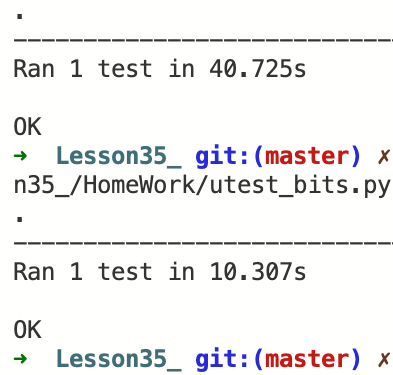 .
----------------------------
Ran 1 test in 40.725s
OK
➜ Lesson35_ git:(master) ✗
n35_/HomeWork/utest_bits.py
.
----------------------------
Ran 1 test in 10.307s
OK
➜ Lesson35_ git:(master) ✗